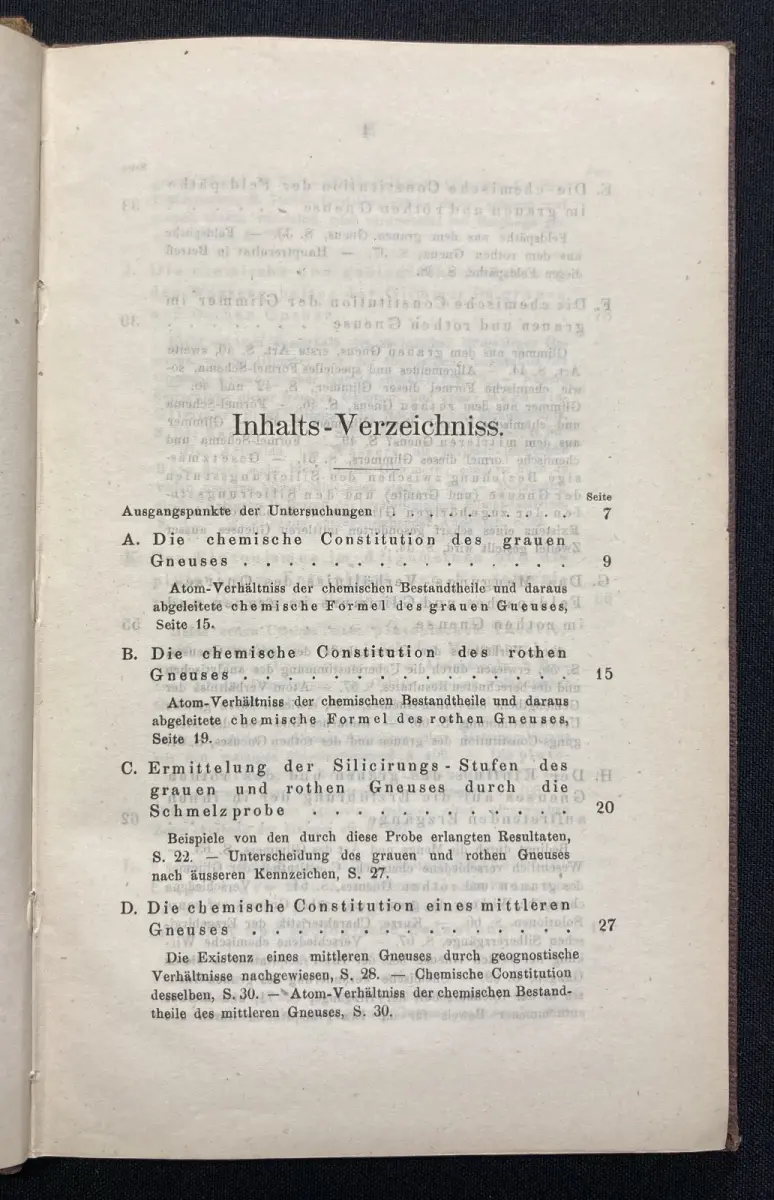 Inhalts-Verzeichniss.
Seite
Ausgangspunkte der Untersuchungen . . . . . . . . . 7
A. Die chemische Constitution des grauen
Gneuses . . . . . . . . . . . . . . . . 9
Atom-Verhältniss der chemischen Bestandtheile und daraus
abgeleitete chemische Formel des grauen Gneuses,
Seite 15.
B. Die chemische Constitution des rothen
Gneuses . . . . . . . . . . . . . . . . 15
Atom-Verhältniss der chemischen Bestandtheile und daraus
abgeleitete chemische Formel des rothen Gneuses,
Seite 19.
C. Ermittelung der Silicirungs-Stufen des
grauen und rothen Gneuses durch die
Schmelzprobe . . . . . . . . . . . . . 20
Beispiele von den durch diese Probe erlangten Resultaten,
S. 22. — Unterscheidung des grauen und rothen Gneuses
nach äusseren Kennzeichen, S. 27.
D. Die chemische Constitution eines mittleren
Gneuses . . . . . . . . . . . . . . . . 27
Die Existenz eines mittleren Gneuses durch geognostische
Verhältnisse nachgewiesen, S. 28. — Chemische Constitution
desselben, S. 30. — Atom-Verhältniss der chemischen Bestand-
theile des mittleren Gneuses, S. 30.